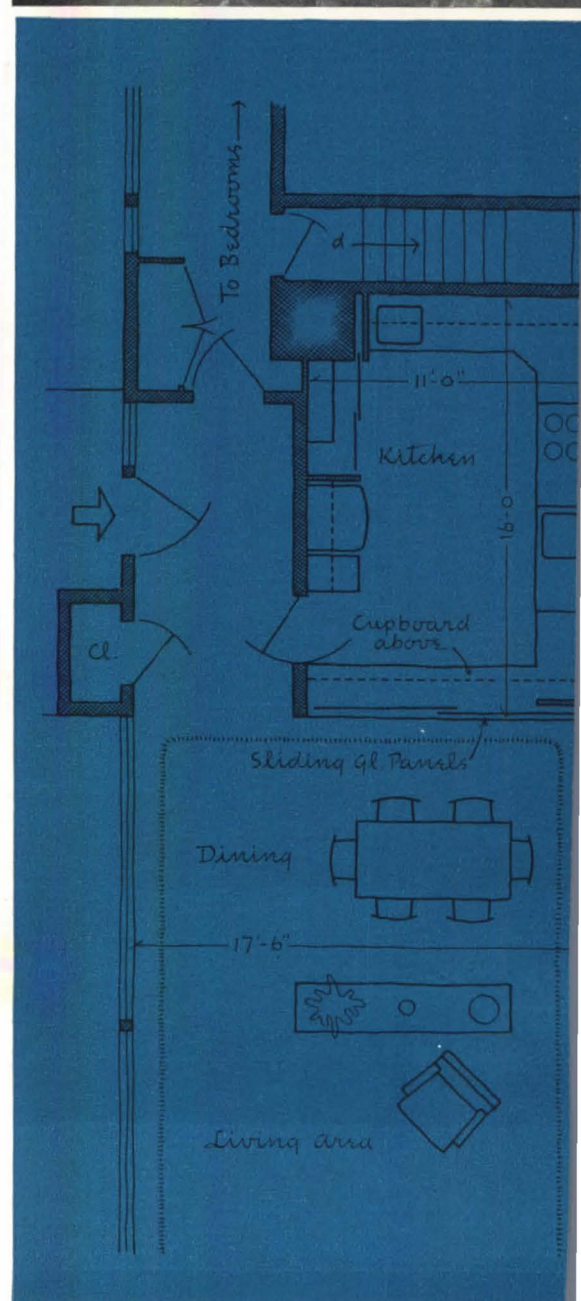 To Bedrooms
d
11'-0"
Kitchen
16-0
Cl.
Cupboard
above
Sliding Gl. Panels
Dining
17'-6"
Living Area